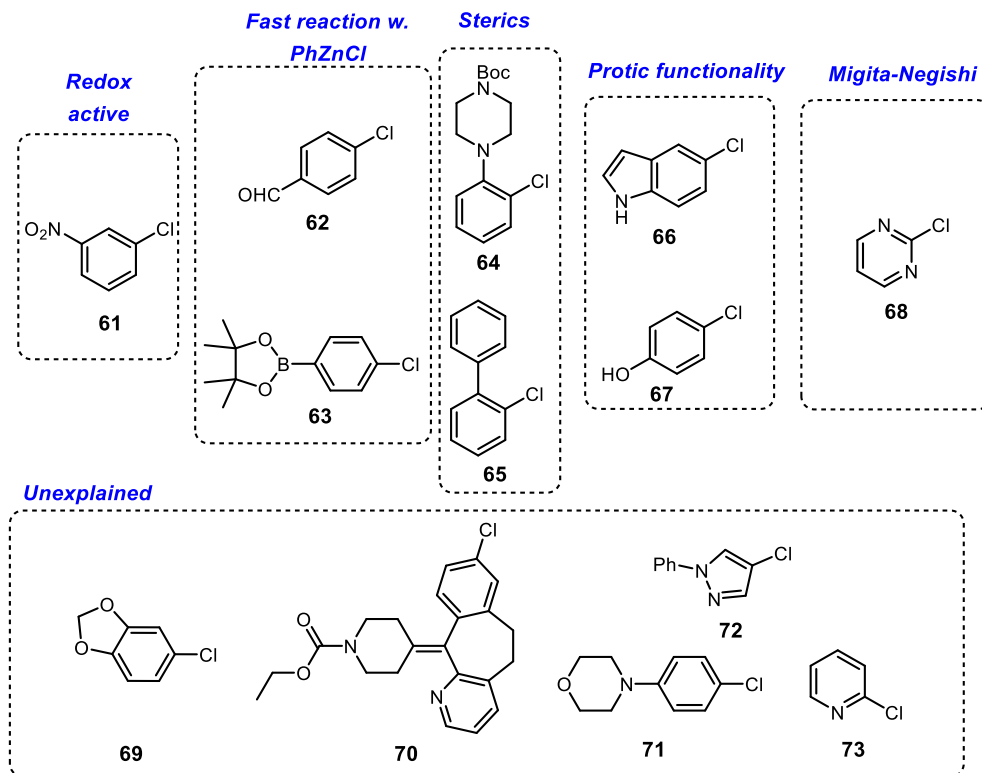 Fast reaction w.
PhZnCl
Sterics
Redox
active
Protic functionality
Migita-Negishi
O2N
Cl
61
Cl
OHC
62
O
B
O
Cl
63
Boc
N
N
Cl
64
Cl
65
Cl
N
H
66
Cl
HO
67
N
Cl
N
68
Unexplained
O
O
Cl
69
Cl
O
N
O
N
70
Ph
N
N
Cl
72
O
N
Cl
71
N
Cl
73